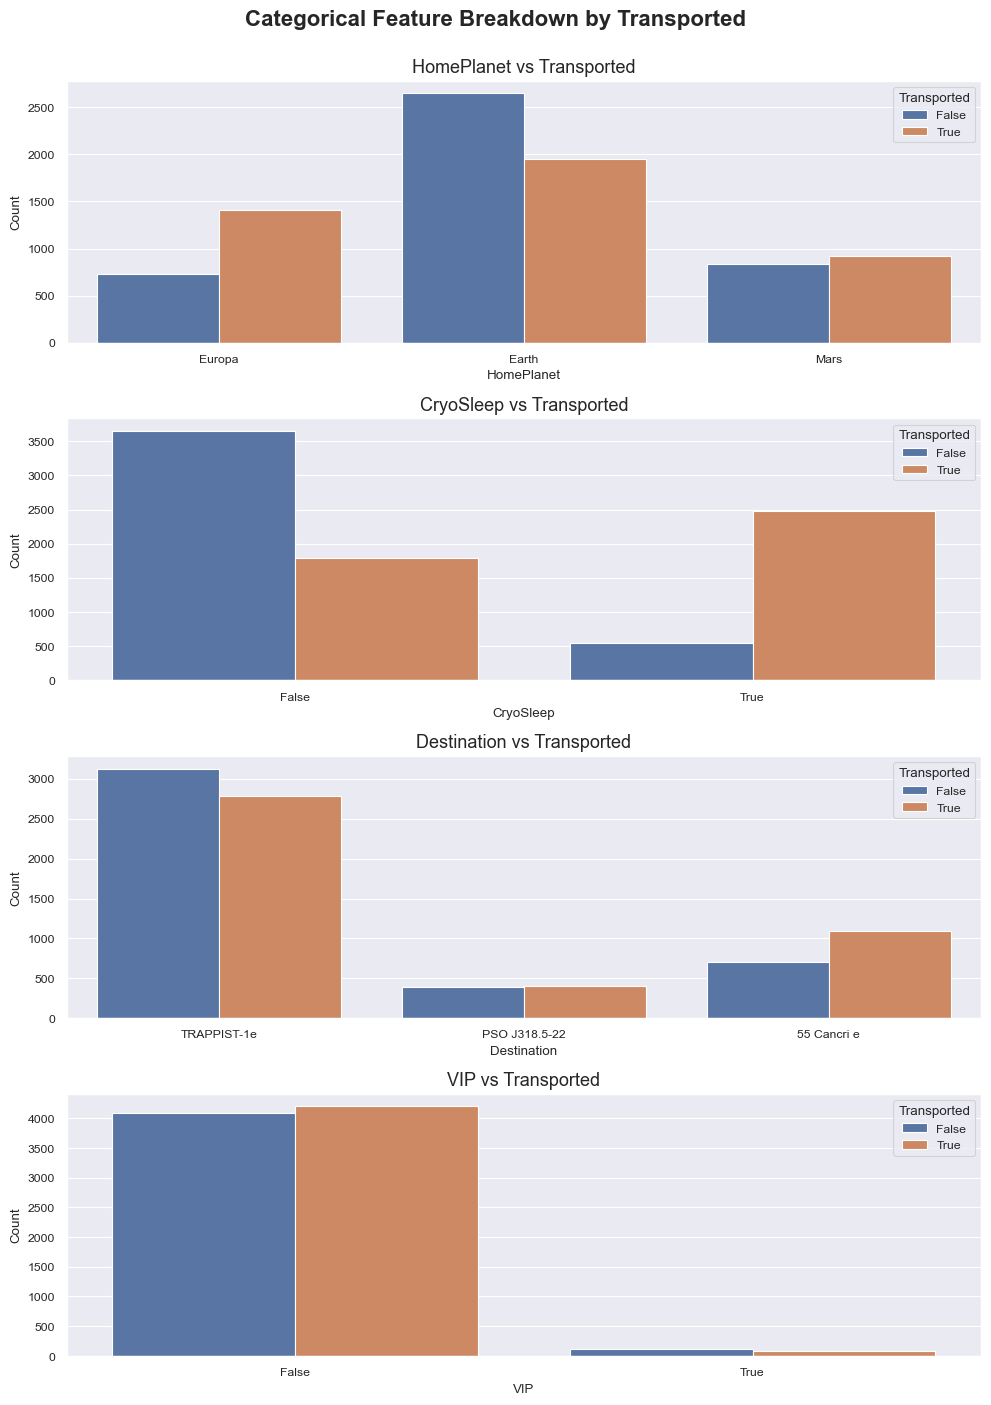 Categorical Feature Breakdown by Transported
HomePlanet vs Transported
Transported
False
True
Count
2500
2000
1500
1000
500
0
Europa
Earth
Mars
HomePlanet
CryoSleep vs Transported
Transported
False
True
Count
3500
3000
2500
2000
1500
1000
500
0
False
True
CryoSleep
Destination vs Transported
Transported
False
True
Count
3000
2500
2000
1500
1000
500
0
TRAPPIST-1e
PSO J318.5-22
55 Cancri e
Destination
VIP vs Transported
Transported
False
True
Count
4000
3500
3000
2500
2000
1500
1000
500
0
False
True
VIP